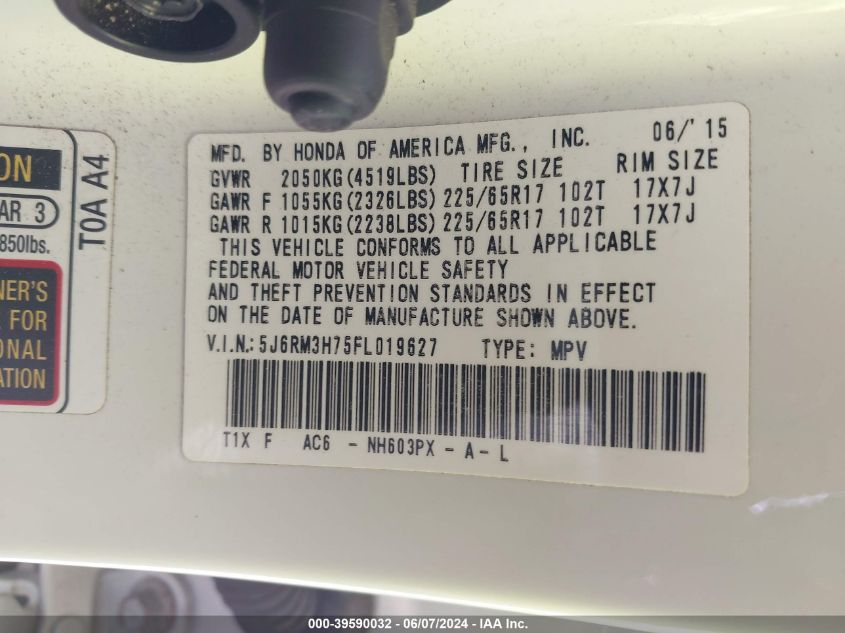 MFD. BY HONDA OF AMERICA MFG., INC. 06/'15
GVWR 2050KG(4519LBS) TIRE SIZE RIM SIZE
GAWR F 1055KG(2326LBS) 225/65R17 102T 17X7J
GAWR R 1015KG(2238LBS) 225/65R17 102T 17X7J
THIS VEHICLE CONFORMS TO ALL APPLICABLE
FEDERAL MOTOR VEHICLE SAFETY
AND THEFT PREVENTION STANDARDS IN EFFECT
ON THE DATE OF MANUFACTURE SHOWN ABOVE.
V.I.N.: 5J6RM3H75FL019627 TYPE: MPV
T1X F AC6 - NH603PX - A - L
ON
AR 3
850lbs.
NER'S
FOR
ONAL
ATION
T0A A4
000-39590032 - 06/07/2024 - IAA Inc.